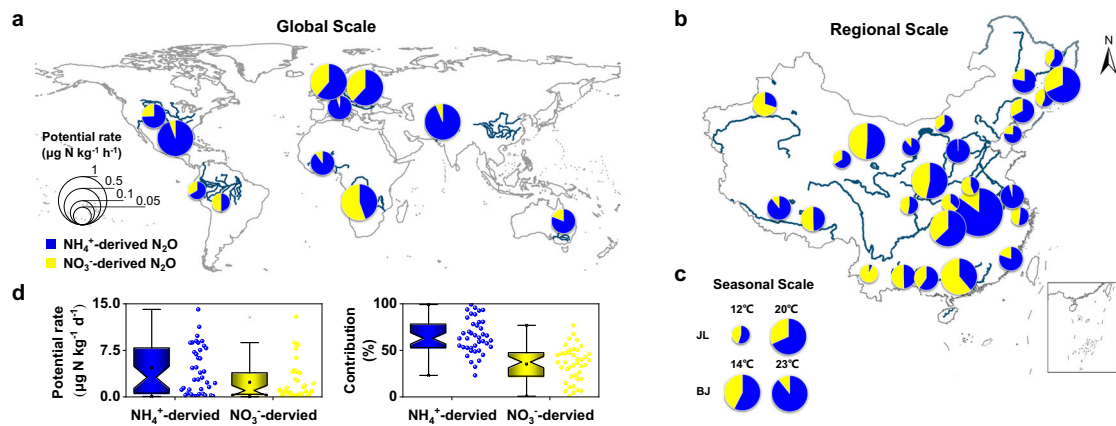 a
Global Scale
Potential rate
(µg N kg⁻¹ h⁻¹)
1
0.5
0.1
0.05
NH₄⁺-derived N₂O
NO₃⁻-derived N₂O
b
Regional Scale
N
c
Seasonal Scale
12℃ 20℃
JL
14℃ 23℃
BJ
d
Potential rate
(µg N kg⁻¹ d⁻¹)
15.0
7.5
0.0
NH₄⁺-dervied NO₃⁻-dervied
Contribution
(%)
100
50
0
NH₄⁺-dervied NO₃⁻-dervied